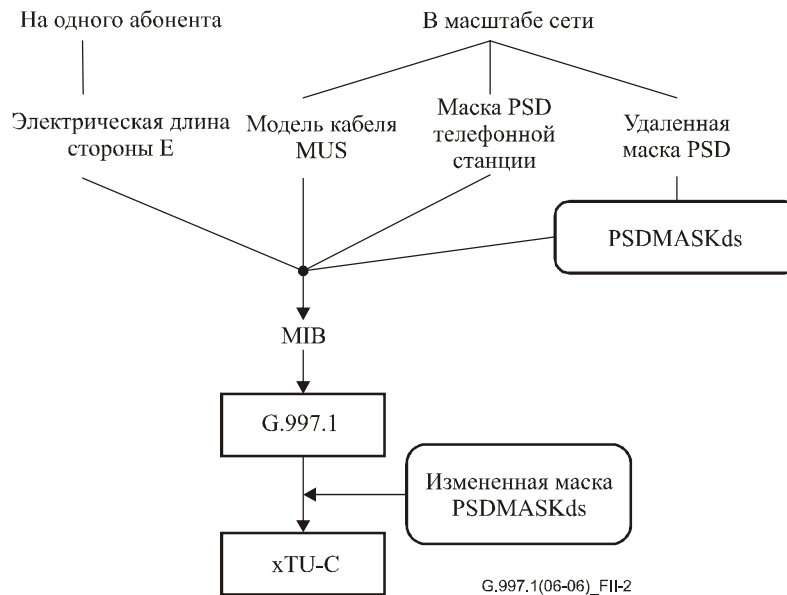 На одного абонента
В масштабе сети
Электрическая длина
стороны E
Модель кабеля
MUS
Маска PSD
телефонной
станции
Удаленная
маска PSD
PSDMASKds
MIB
G.997.1
Измененная маска
PSDMASKds
xTU-C
G.997.1(06-06)_FII-2